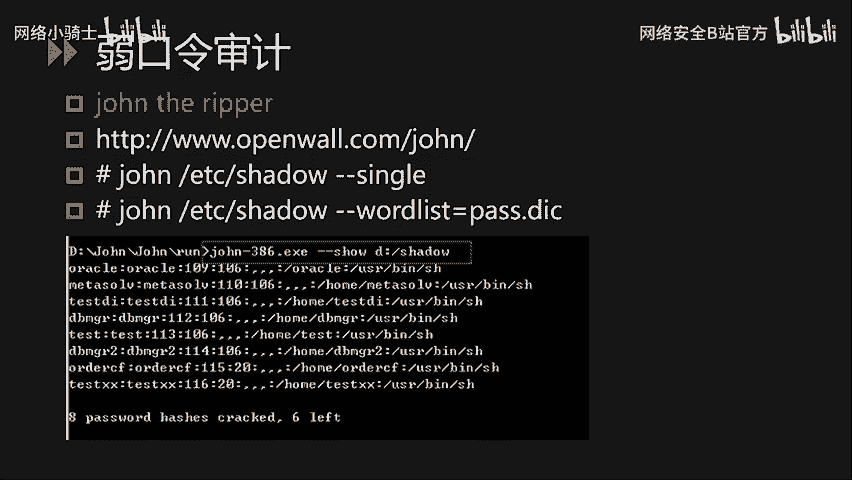 网络小骑士 bilibili
网络安全B站官方 bilibili
弱口令审计
john the ripper
http://www.openwall.com/john/
# john /etc/shadow --single
# john /etc/shadow --wordlist=pass.dic
D:\John\John\run>john-386.exe --show d:/shadow
oracle:oracle:109:106:,,,:/oracle:/usr/bin/sh
metasolv:metasolv:110:106:,,,:/home/metasolv:/usr/bin/sh
testdi:testdi:111:106:,,,:/home/testdi:/usr/bin/sh
dbmgr:dbmgr:112:106:,,,:/home/dbmgr:/usr/bin/sh
test:test:113:106:,,,:/home/test:/usr/bin/sh
dbmgr2:dbmgr2:114:106:,,,:/home/dbmgr2:/usr/bin/sh
ordercf:ordercf:115:20:,,,:/home/ordercf:/usr/bin/sh
testxx:testxx:116:20:,,,:/home/testxx:/usr/bin/sh
8 password hashes cracked, 6 left